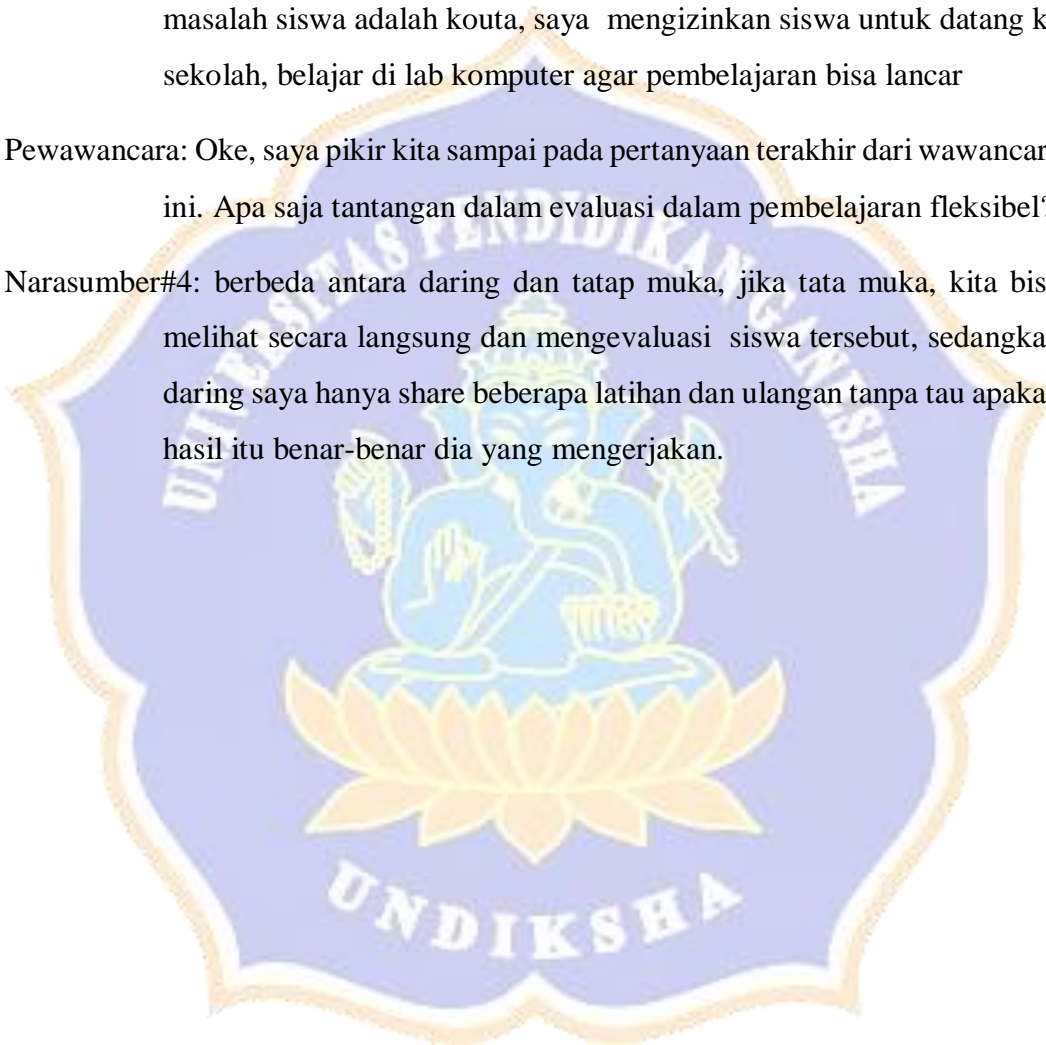 masalah siswa adalah kouta, saya  mengizinkan siswa untuk datang k
sekolah, belajar di lab komputer agar pembelajaran bisa lancar
Pewawancara: Oke, saya pikir kita sampai pada pertanyaan terakhir dari wawancar
ini. Apa saja tantangan dalam evaluasi dalam pembelajaran fleksibel?
Narasumber#4: berbeda antara daring dan tatap muka, jika tata muka, kita bis
melihat secara langsung dan mengevaluasi  siswa tersebut, sedangka
daring saya hanya share beberapa latihan dan ulangan tanpa tau apaka
hasil itu benar-benar dia yang mengerjakan.
UNIVERSITAS PENDIDIKAN GANESHA
UNDIKSHA